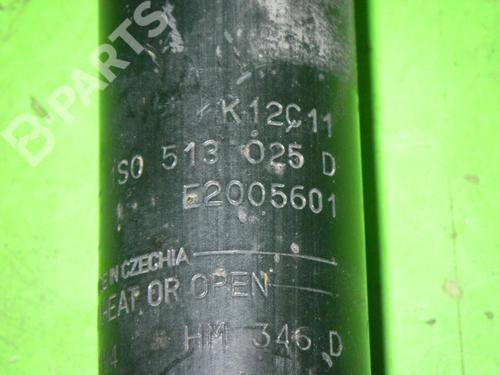 B-PARTS
K12C11
1S0 513 025 D
E2005601
IN CZECHIA
HEAT OR OPEN
HM 346 D